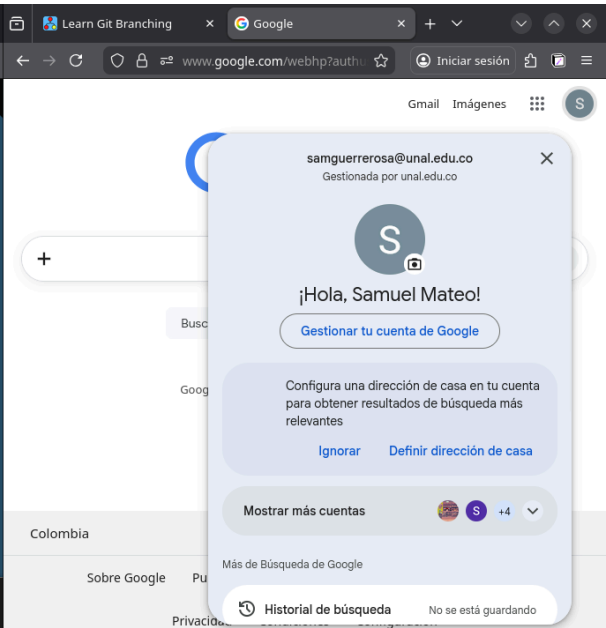 Learn Git Branching
Google
www.google.com/webhp?authu
Iniciar sesión
Gmail Imágenes
S
samguerrerosa@unal.edu.co
Gestionada por unal.edu.co
S
¡Hola, Samuel Mateo!
Gestionar tu cuenta de Google
Busc
Goog
Configura una dirección de casa en tu cuenta
para obtener resultados de búsqueda más
relevantes
Ignorar Definir dirección de casa
Mostrar más cuentas S +4
Colombia
Más de Búsqueda de Google
Sobre Google Pu
Historial de búsqueda No se está guardando
Privacidad